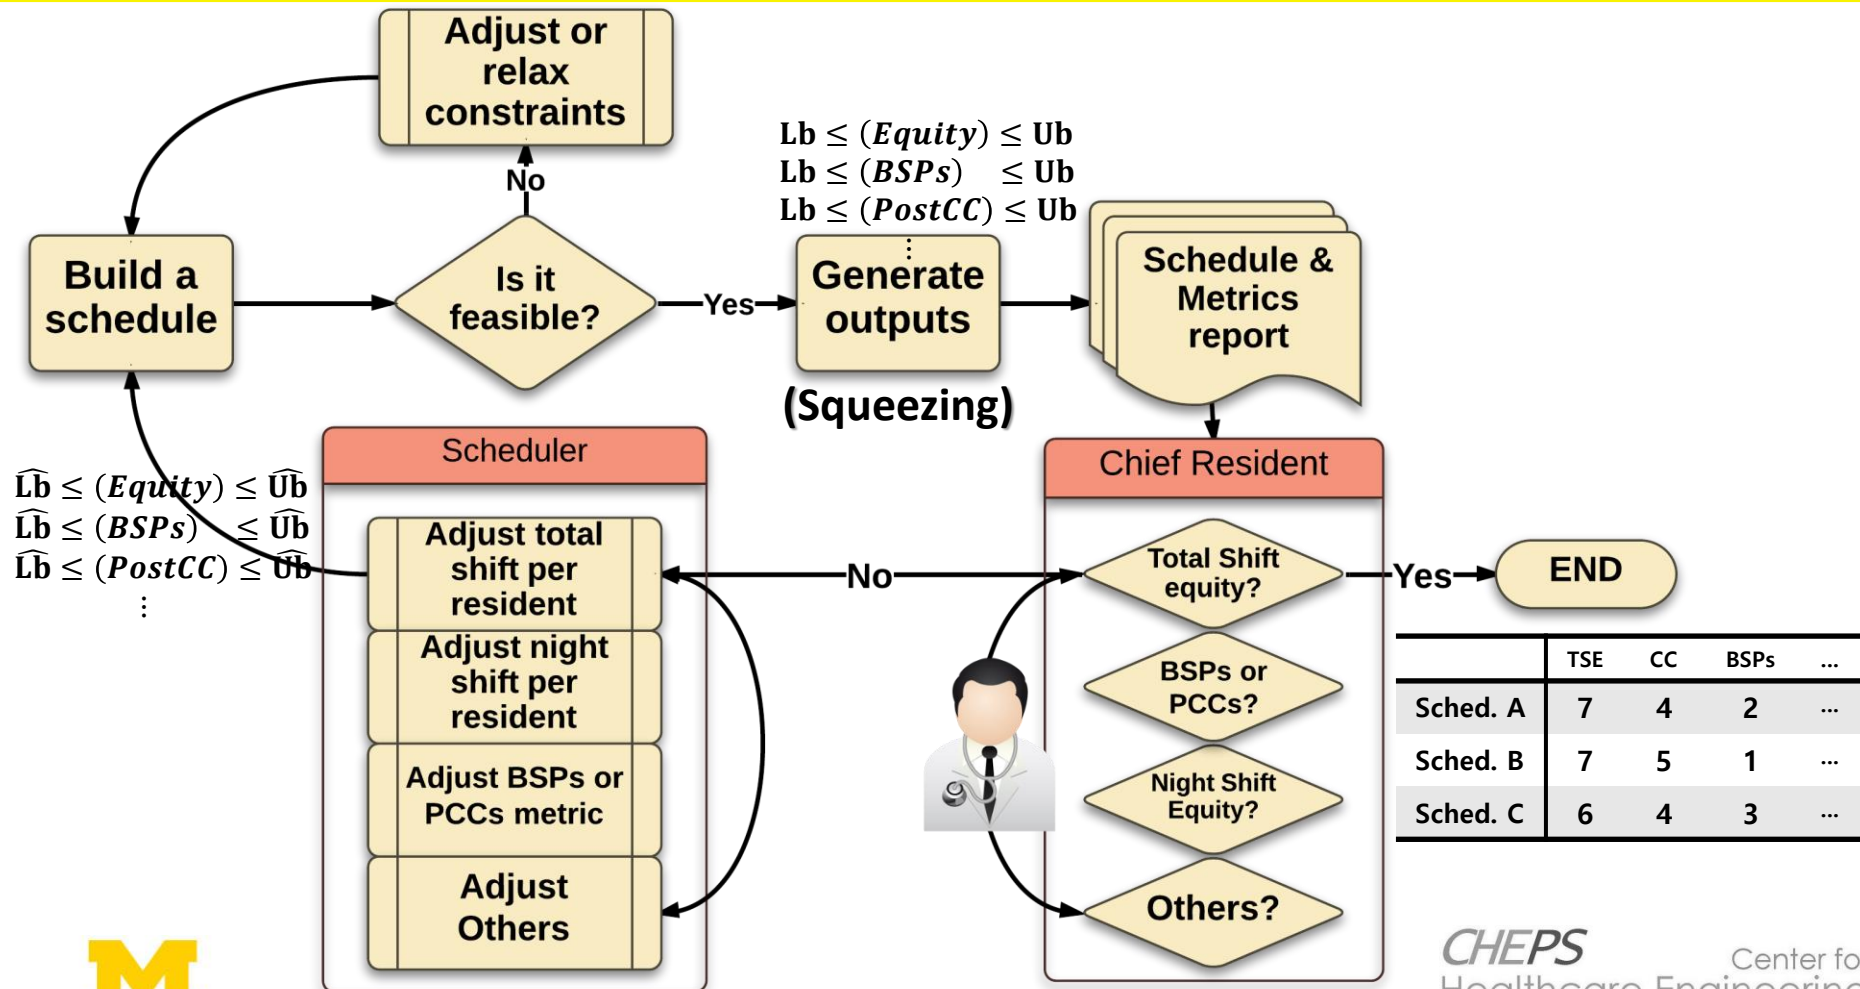 Adjust or
relax
constraints
No
Lb ≤ (Equity) ≤ Ub
Lb ≤ (BSPs) ≤ Ub
Lb ≤ (PostCC) ≤ Ub
⋮
Build a
schedule
Is it
feasible?
Yes
Generate
outputs
(Squeezing)
Schedule &
Metrics
report
L̂b ≤ (Equity) ≤ Ûb
L̂b ≤ (BSPs) ≤ Ûb
L̂b ≤ (PostCC) ≤ Ûb
⋮
Scheduler
Adjust total
shift per
resident
Adjust night
shift per
resident
Adjust BSPs or
PCCs metric
Adjust
Others
No
Chief Resident
Total Shift
equity?
BSPs or
PCCs?
Night Shift
Equity?
Others?
Yes
END
TSE CC BSPs ...
Sched. A 7 4 2 ...
Sched. B 7 5 1 ...
Sched. C 6 4 3 ...
M
CHEPS
Center fo
Healthcare Engineering